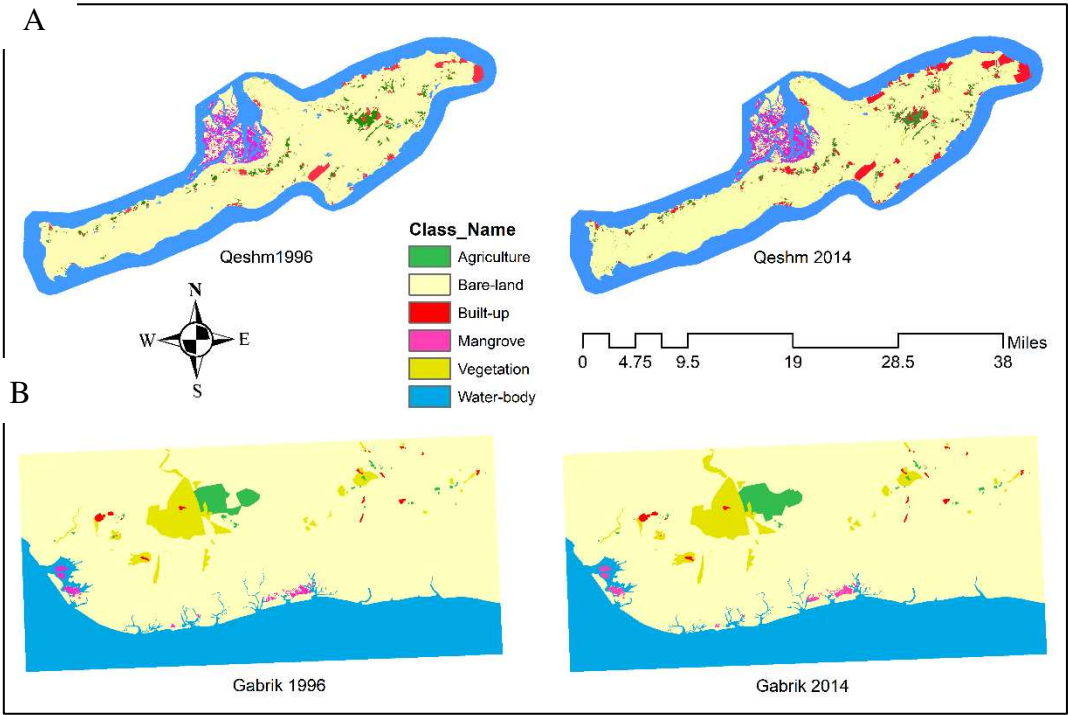 A
Qeshm1996
Qeshm 2014
Class_Name
Agriculture
Bare-land
Built-up
Mangrove
Vegetation
Water-body
N
W E
S
Miles
0 4.75 9.5 19 28.5 38
B
Gabrik 1996
Gabrik 2014